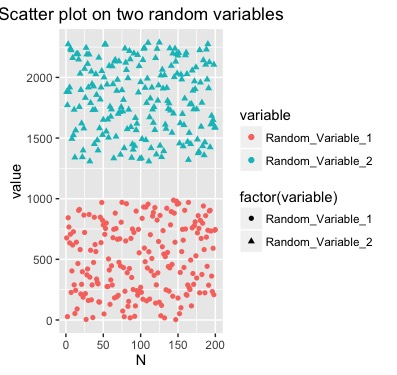 Scatter plot on two random variables
2000
1500
1000
500
0
value
0 50 100 150 200
N
variable
Random_Variable_1
Random_Variable_2
factor(variable)
Random_Variable_1
Random_Variable_2